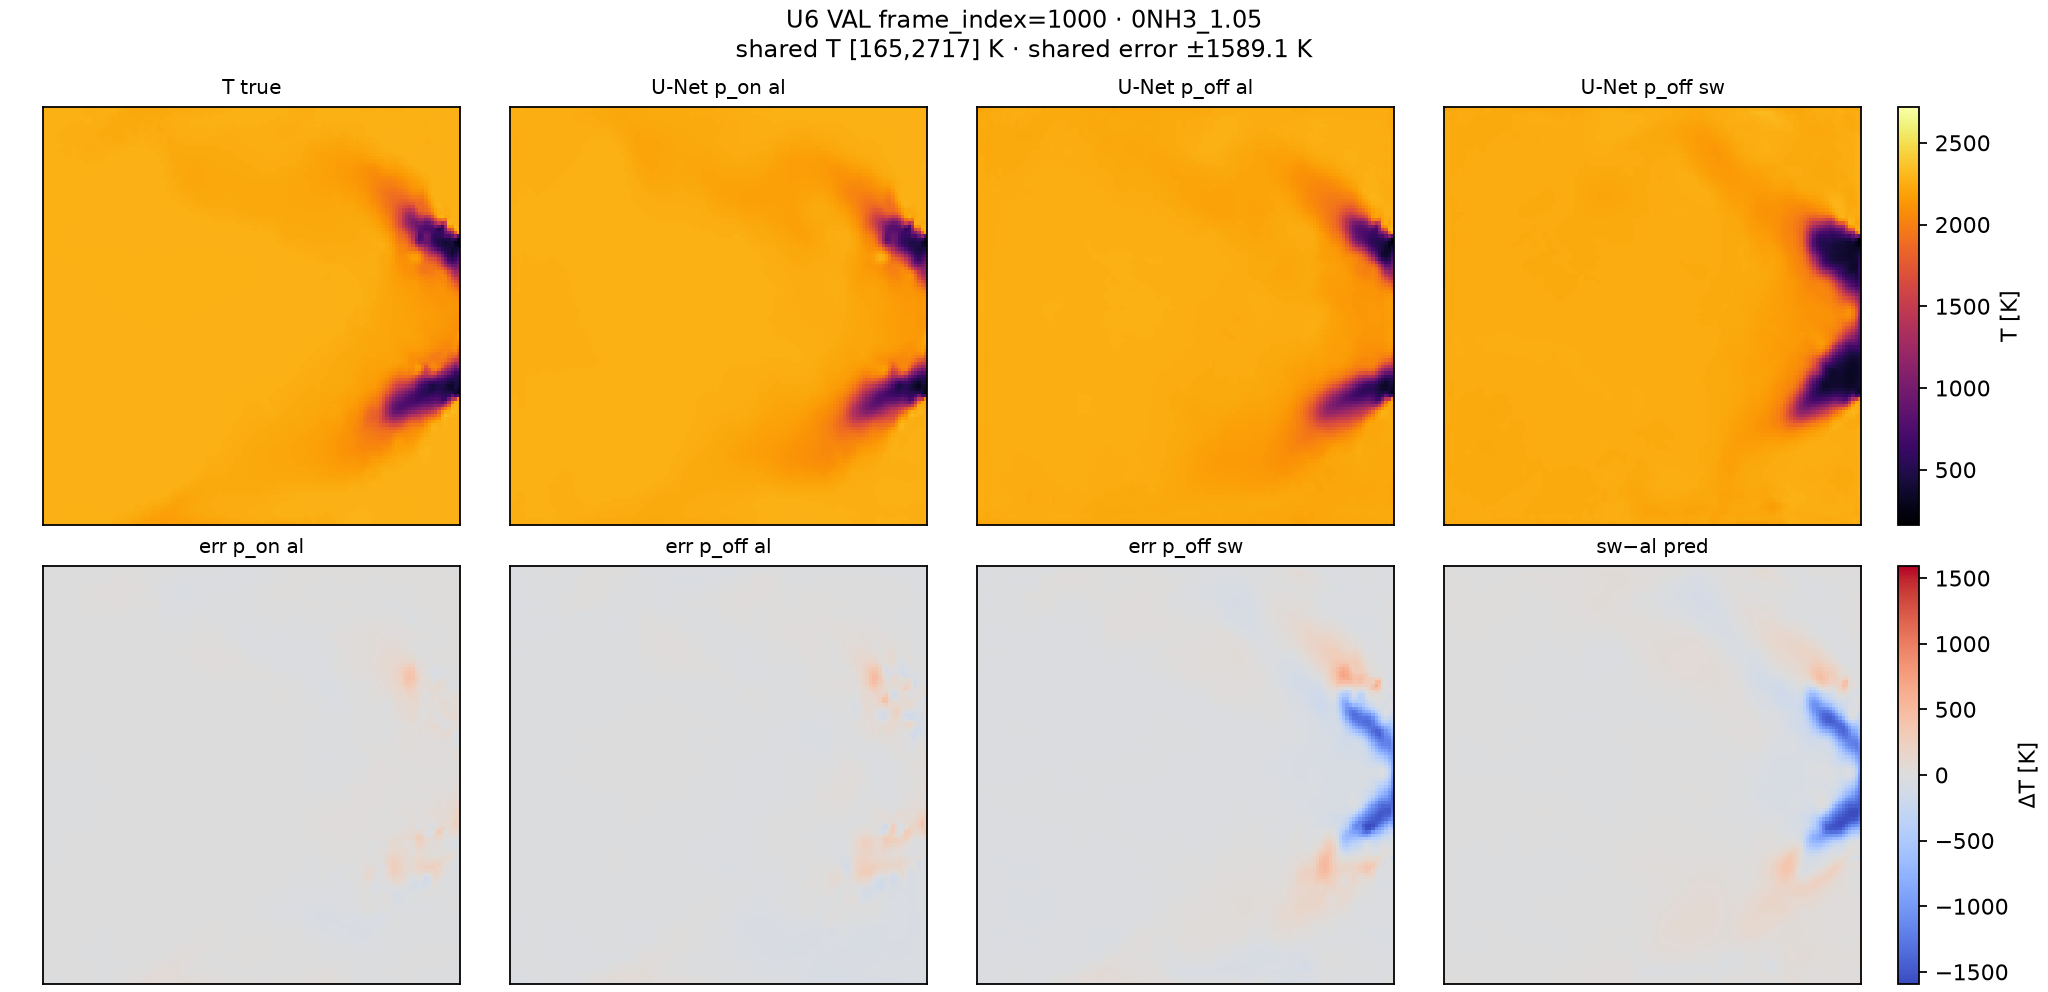 U6 VAL frame_index=1000 · 0NH3_1.05
shared T [165,2717] K · shared error ±1589.1 K
T true
U-Net p_on al
U-Net p_off al
U-Net p_off sw
2500
2000
1500
1000
500
T [K]
err p_on al
err p_off al
err p_off sw
sw−al pred
1500
1000
500
0
−500
−1000
−1500
ΔT [K]